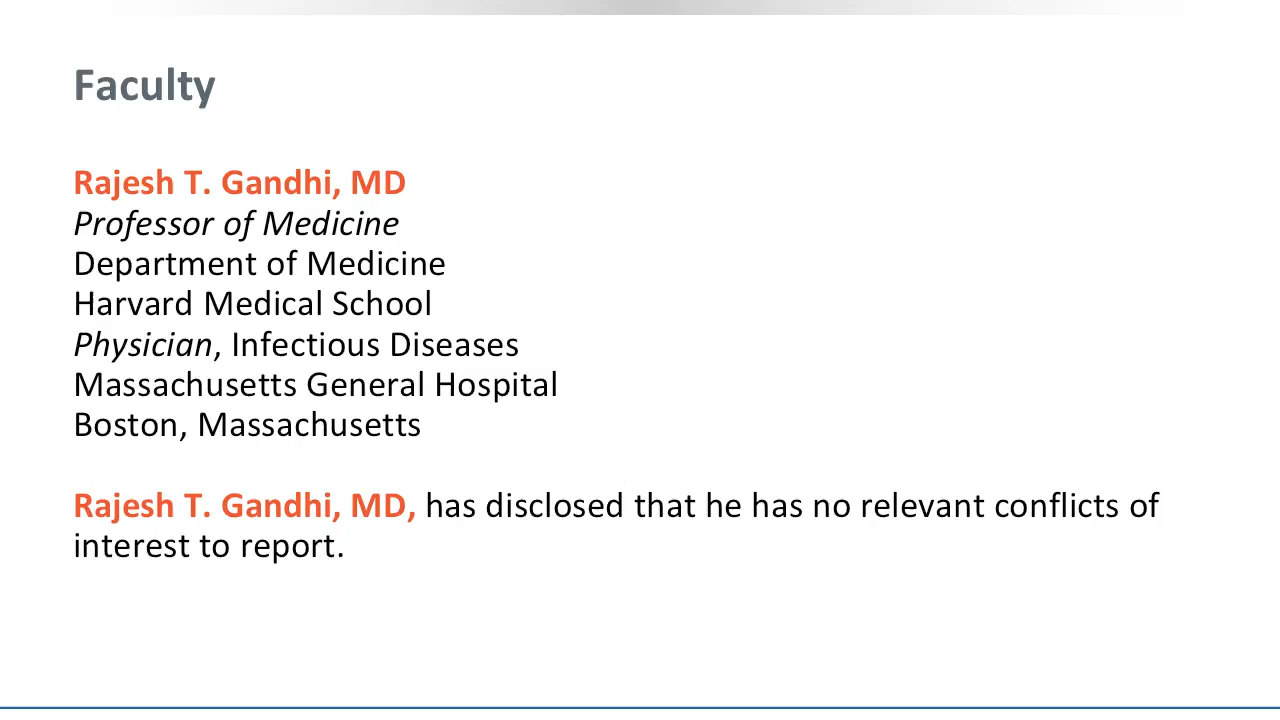 Faculty
Rajesh T. Gandhi, MD
Professor of Medicine
Department of Medicine
Harvard Medical School
Physician, Infectious Diseases
Massachusetts General Hospital
Boston, Massachusetts
Rajesh T. Gandhi, MD, has disclosed that he has no relevant conflicts of
interest to report.